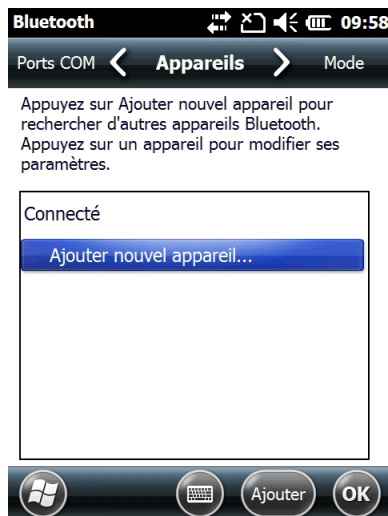 Bluetooth 09:58
Ports COM Appareils Mode
Appuyez sur Ajouter nouvel appareil pour
rechercher d'autres appareils Bluetooth.
Appuyez sur un appareil pour modifier ses
paramètres.
Connecté
Ajouter nouvel appareil...
Ajouter OK